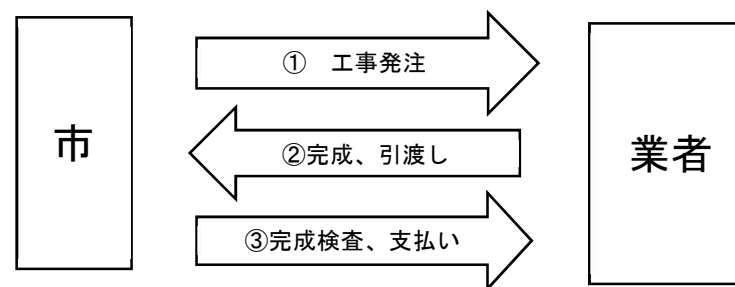 市
①　工事発注
②完成、引渡し
③完成検査、支払い
業者